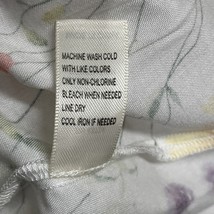 MACHINE WASH COLD
WITH LIKE COLORS
ONLY NON-CHLORINE
BLEACH WHEN NEEDED
LINE DRY
COOL IRON IF NEEDED